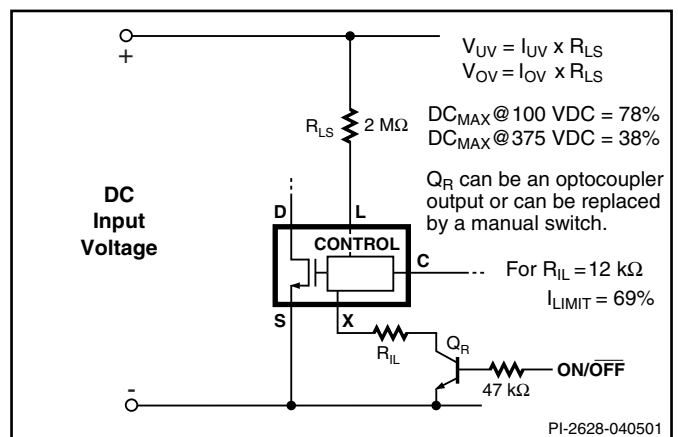 +
V_UV = I_UV x R_LS
V_OV = I_OV x R_LS
R_LS 2 MΩ
DC_MAX@100 VDC = 78%
DC_MAX@375 VDC = 38%
Q_R can be an optocoupler
output or can be replaced
by a manual switch.
DC
Input
Voltage
D
L
CONTROL
C
For R_IL = 12 kΩ
I_LIMIT = 69%
S
X
R_IL
Q_R
47 kΩ
ON/OFF
-
PI-2628-040501